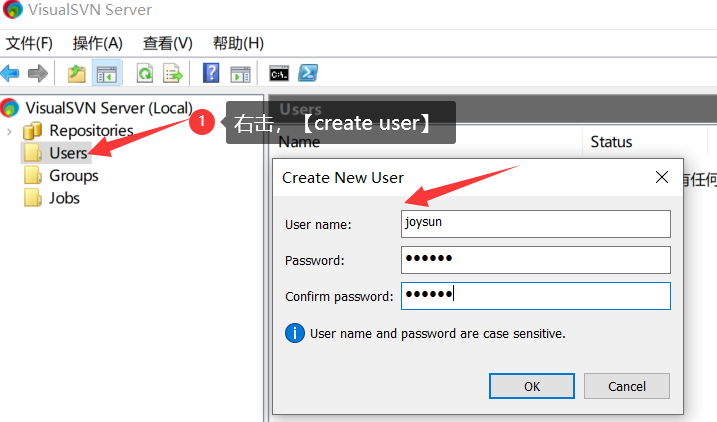 VisualSVN Server
文件(F) 操作(A) 查看(V) 帮助(H)
VisualSVN Server (Local)
Repositories
Users
Groups
Jobs
1
右击，【create user】
Users
Name Status
有任何
Create New User
User name: joysun
Password: ●●●●●●
Confirm password: ●●●●●●
User name and password are case sensitive.
OK Cancel